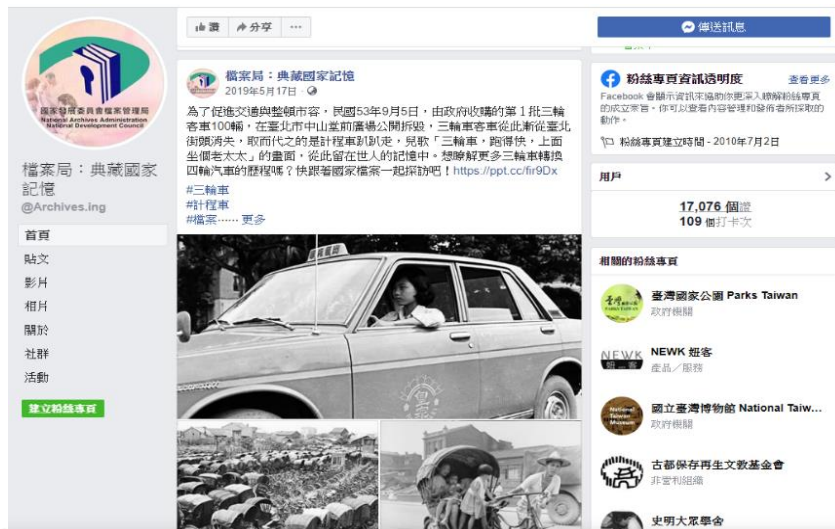 國家發展委員會檔案管理局
National Archives Administration
National Development Council
檔案局：典藏國家
記憶
@Archives.ing
首頁
貼文
影片
相片
關於
社群
活動
建立粉絲專頁
讚 分享 ...
傳送訊息
檔案局：典藏國家記憶
2019年5月17日
為了促進交通與整頓市容，民國53年9月5日，由政府收購的第1批三輪
客車100輛，在臺北市中山堂前廣場公開拆毀，三輪車客車從此漸從臺北
街頭消失，取而代之的是計程車趴趴走，兒歌「三輪車，跑得快，上面
坐個老太太」的畫面，從此留在世人的記憶中。想瞭解更多三輪車轉換
四輪汽車的歷程嗎？快跟著國家檔案一起探訪吧！https://ppt.cc/fir9Dx
#三輪車
#計程車
#檔案…… 更多
粉絲專頁資訊透明度 查看更多
Facebook 會顯示資訊來協助你更深入瞭解粉絲專頁
的成立宗旨。你可以查看內容管理和發佈者所採取的
動作。
粉絲專頁建立時間 - 2010年7月2日
用戶
17,076 個讚
109 個打卡次
相關的粉絲專頁
臺灣國家公園 Parks Taiwan
政府機關
NEWK 妞客
產品／服務
National Taiwan Museum
國立臺灣博物館 National Taiw...
政府機關
古都保存再生文教基金會
非營利組織
史明大眾學舍